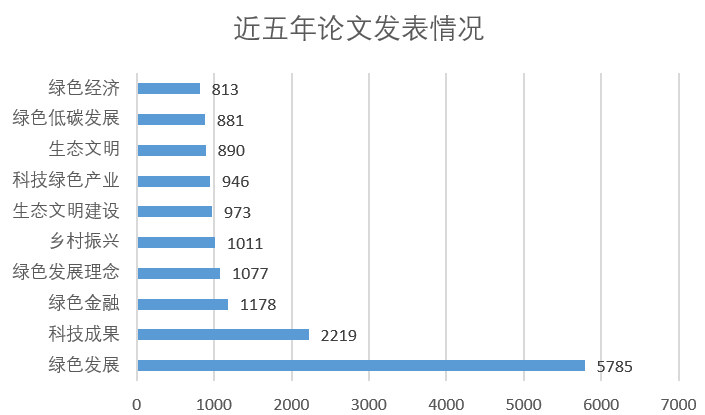 近五年论文发表情况
绿色经济 813
绿色低碳发展 881
生态文明 890
科技绿色产业 946
生态文明建设 973
乡村振兴 1011
绿色发展理念 1077
绿色金融 1178
科技成果 2219
绿色发展 5785
0 1000 2000 3000 4000 5000 6000 7000